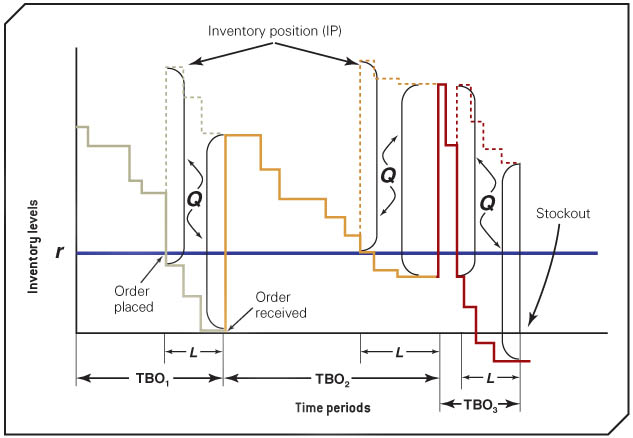 Inventory position (IP)
Q
Q
Q
Stockout
Inventory levels
r
Order
placed
Order
received
L
L
L
TBO₁
TBO₂
TBO₃
Time periods